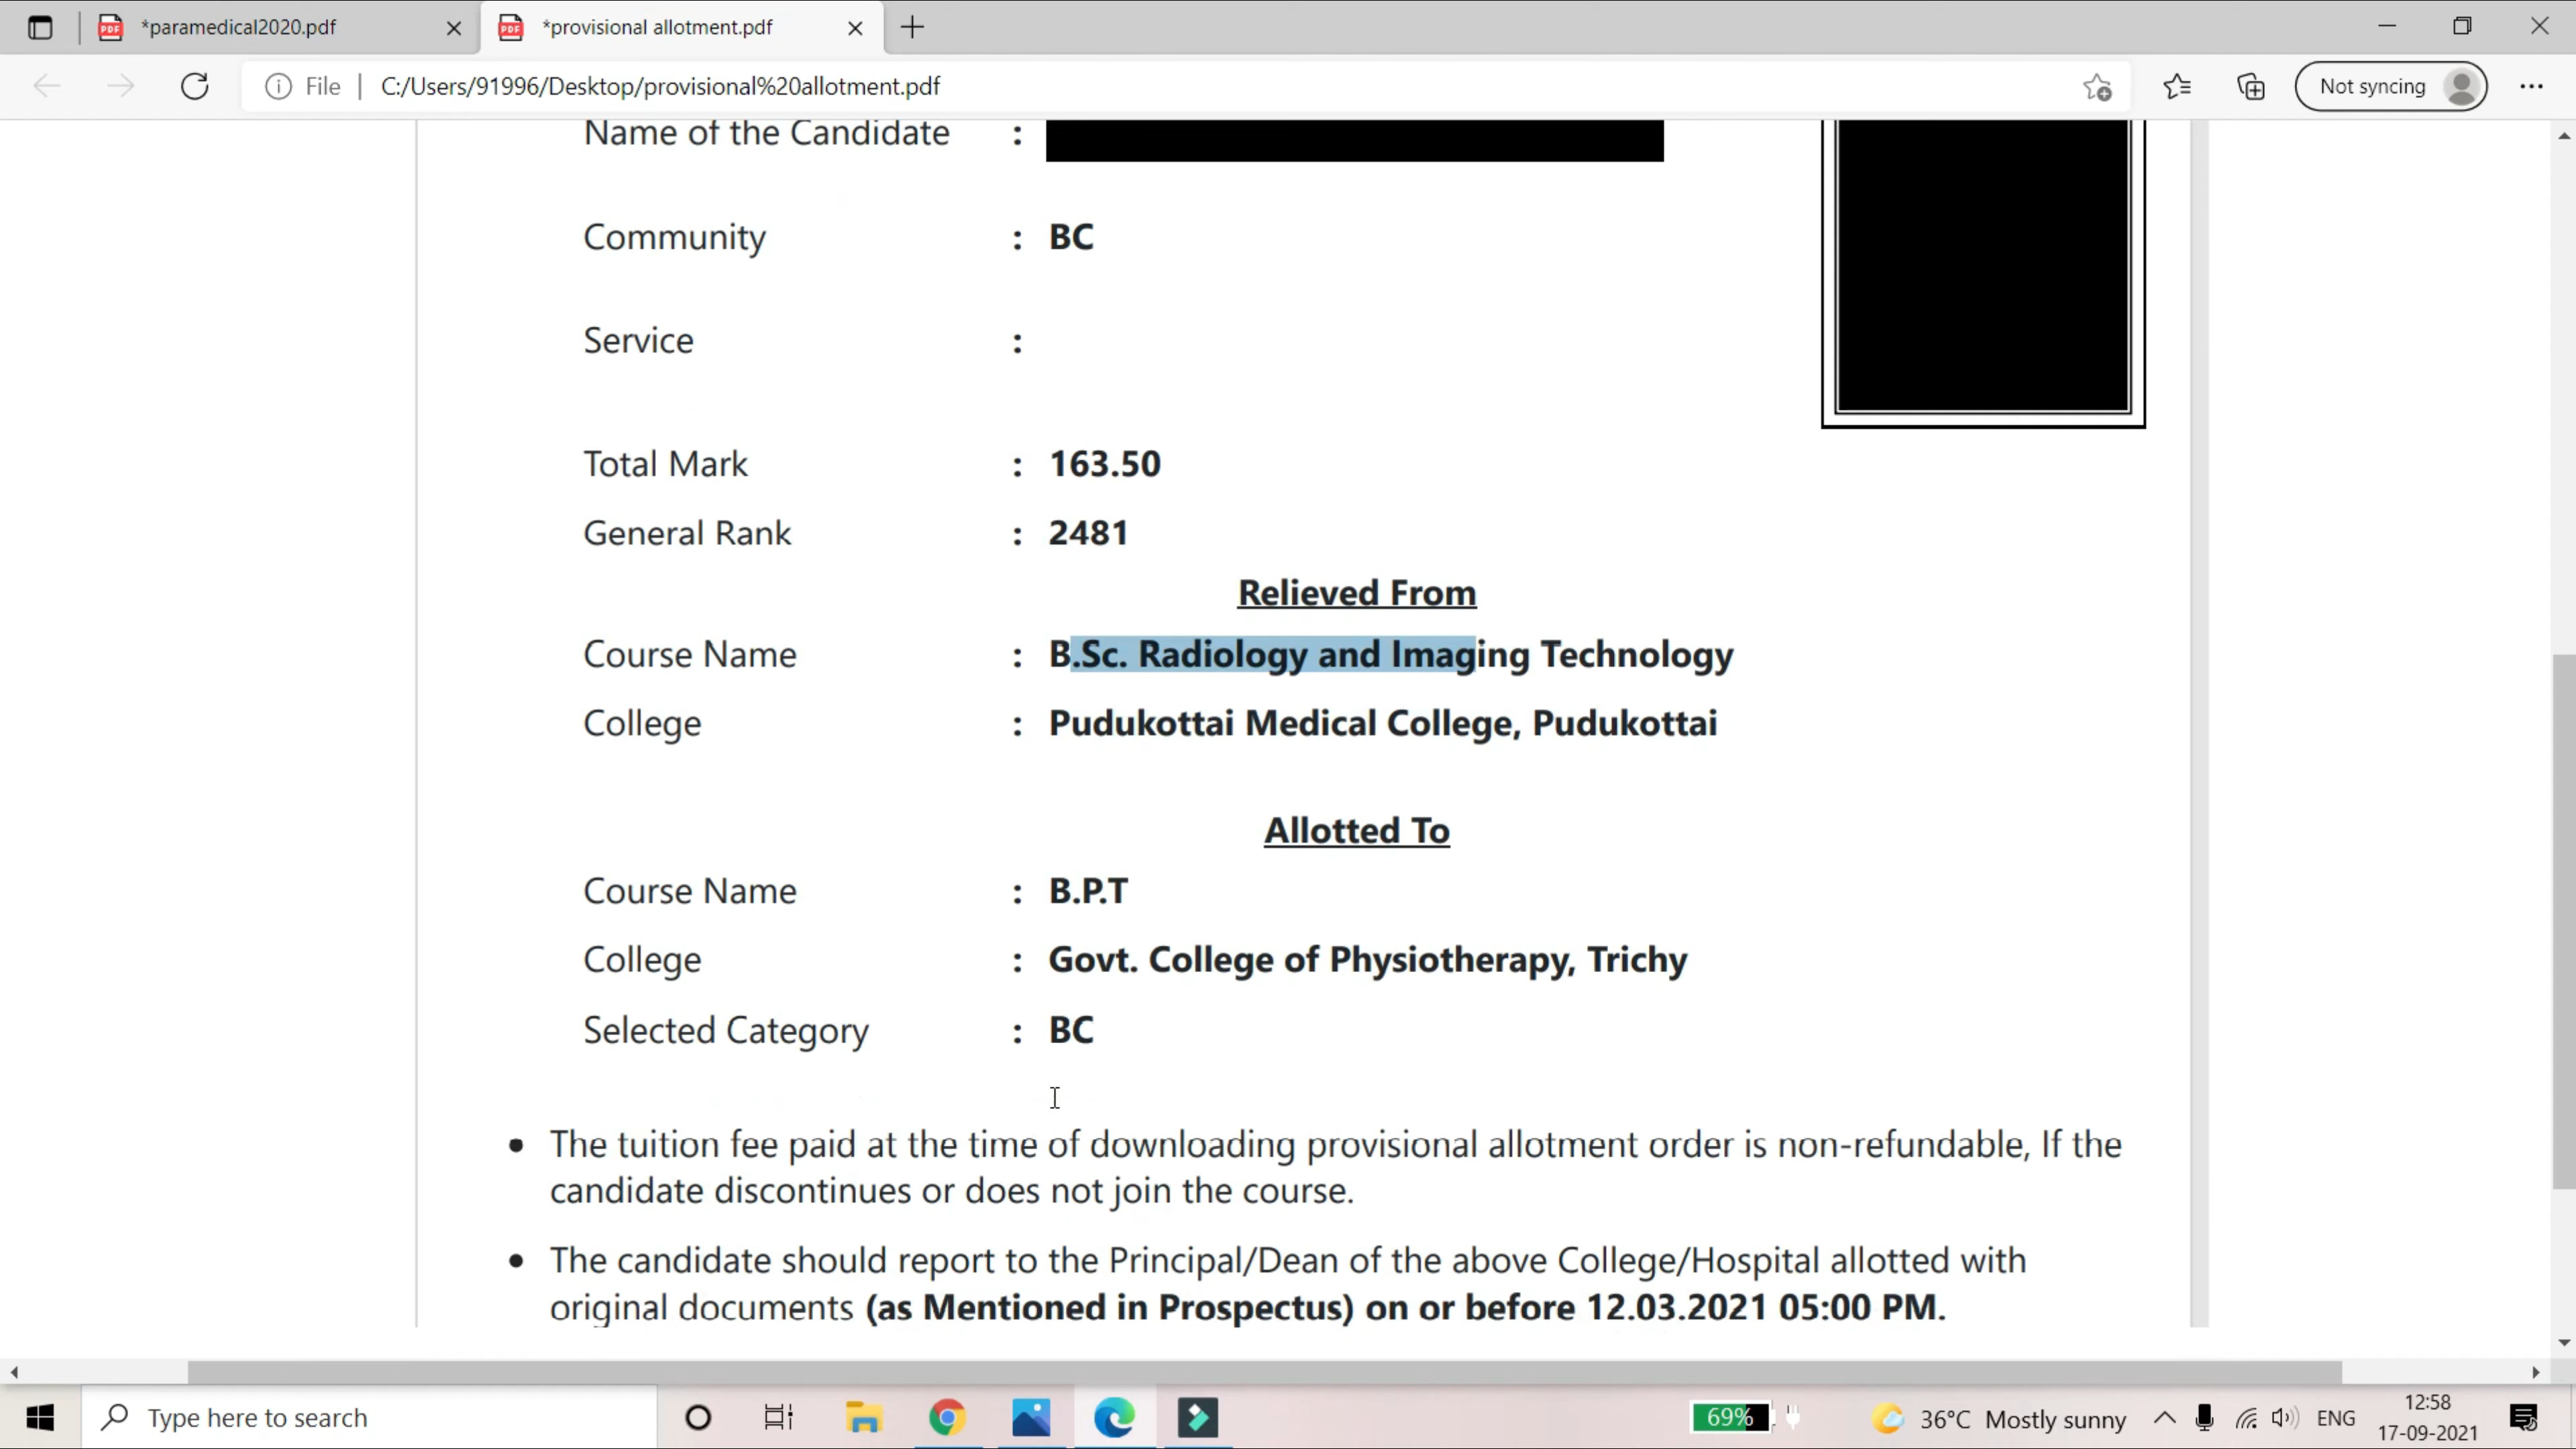 *paramedical2020.pdf
*provisional allotment.pdf
File | C:/Users/91996/Desktop/provisional%20allotment.pdf
Not syncing
Name of the Candidate :
Community : BC
Service :
Total Mark : 163.50
General Rank : 2481
Relieved From
Course Name : B.Sc. Radiology and Imaging Technology
College : Pudukottai Medical College, Pudukottai
Allotted To
Course Name : B.P.T
College : Govt. College of Physiotherapy, Trichy
Selected Category : BC
• The tuition fee paid at the time of downloading provisional allotment order is non-refundable, If the
candidate discontinues or does not join the course.
• The candidate should report to the Principal/Dean of the above College/Hospital allotted with
original documents (as Mentioned in Prospectus) on or before 12.03.2021 05:00 PM.
Type here to search
69%
36°C Mostly sunny
ENG
12:58
17-09-2021